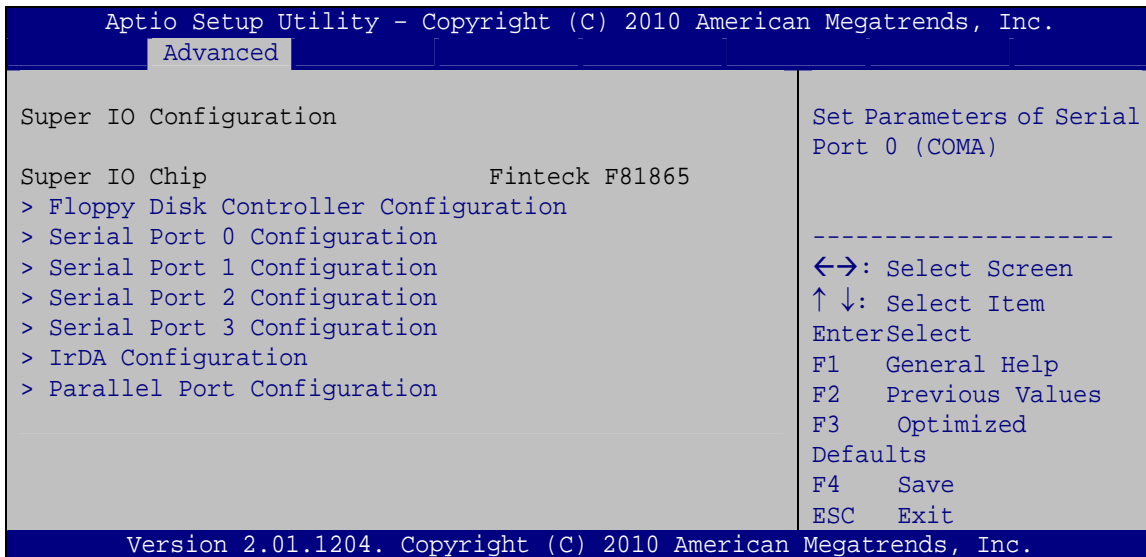 Aptio Setup Utility – Copyright (C) 2010 American Megatrends, Inc.
Advanced
Super IO Configuration
Super IO Chip Finteck F81865
> Floppy Disk Controller Configuration
> Serial Port 0 Configuration
> Serial Port 1 Configuration
> Serial Port 2 Configuration
> Serial Port 3 Configuration
> IrDA Configuration
> Parallel Port Configuration
Set Parameters of Serial
Port 0 (COMA)
---------------------
←→: Select Screen
↑ ↓: Select Item
EnterSelect
F1 General Help
F2 Previous Values
F3 Optimized
Defaults
F4 Save
ESC Exit
Version 2.01.1204. Copyright (C) 2010 American Megatrends, Inc.